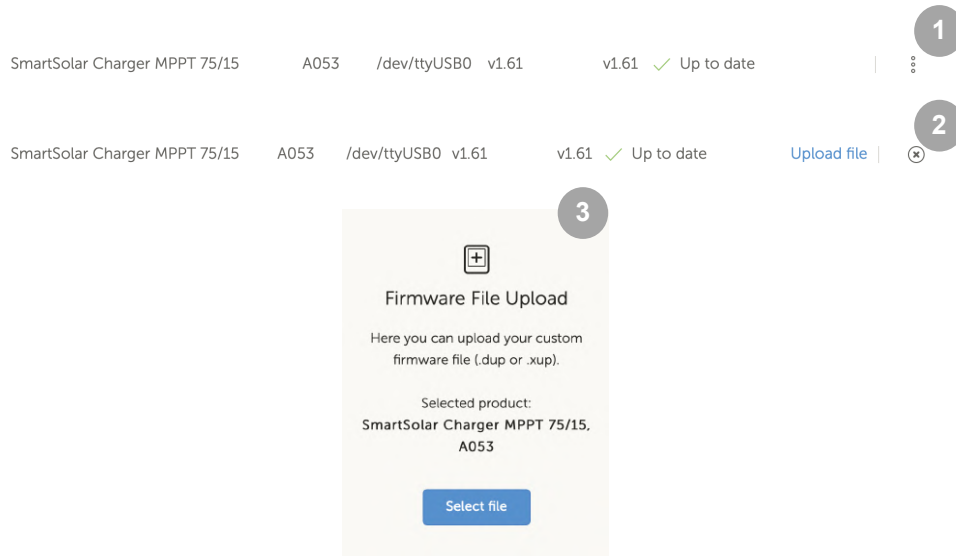 1
SmartSolar Charger MPPT 75/15 A053 /dev/ttyUSB0 v1.61 v1.61 Up to date
2
SmartSolar Charger MPPT 75/15 A053 /dev/ttyUSB0 v1.61 v1.61 Up to date Upload file
3
Firmware File Upload
Here you can upload your custom
firmware file (.dup or .xup).
Selected product:
SmartSolar Charger MPPT 75/15,
A053
Select file